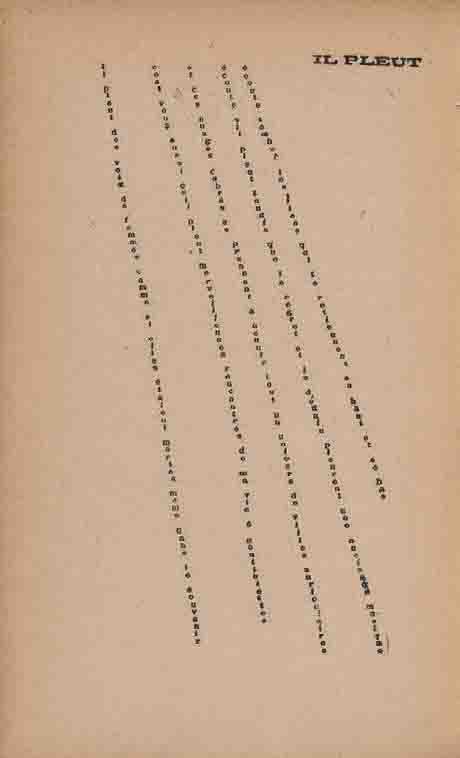 IL PLEUT
il pleut des voix de femmes comme si elles étaient mortes même dans le souvenir
c'est vous aussi qu'il pleut merveilleuses rencontres de ma vie ô gouttelettes
et ces nuages cabrés se prennent à hennir tout un univers de villes auriculaires
écoute s'il pleut tandis que le regret et le dédain pleurent une ancienne musique
écoute tomber les liens qui te retiennent en haut et en bas